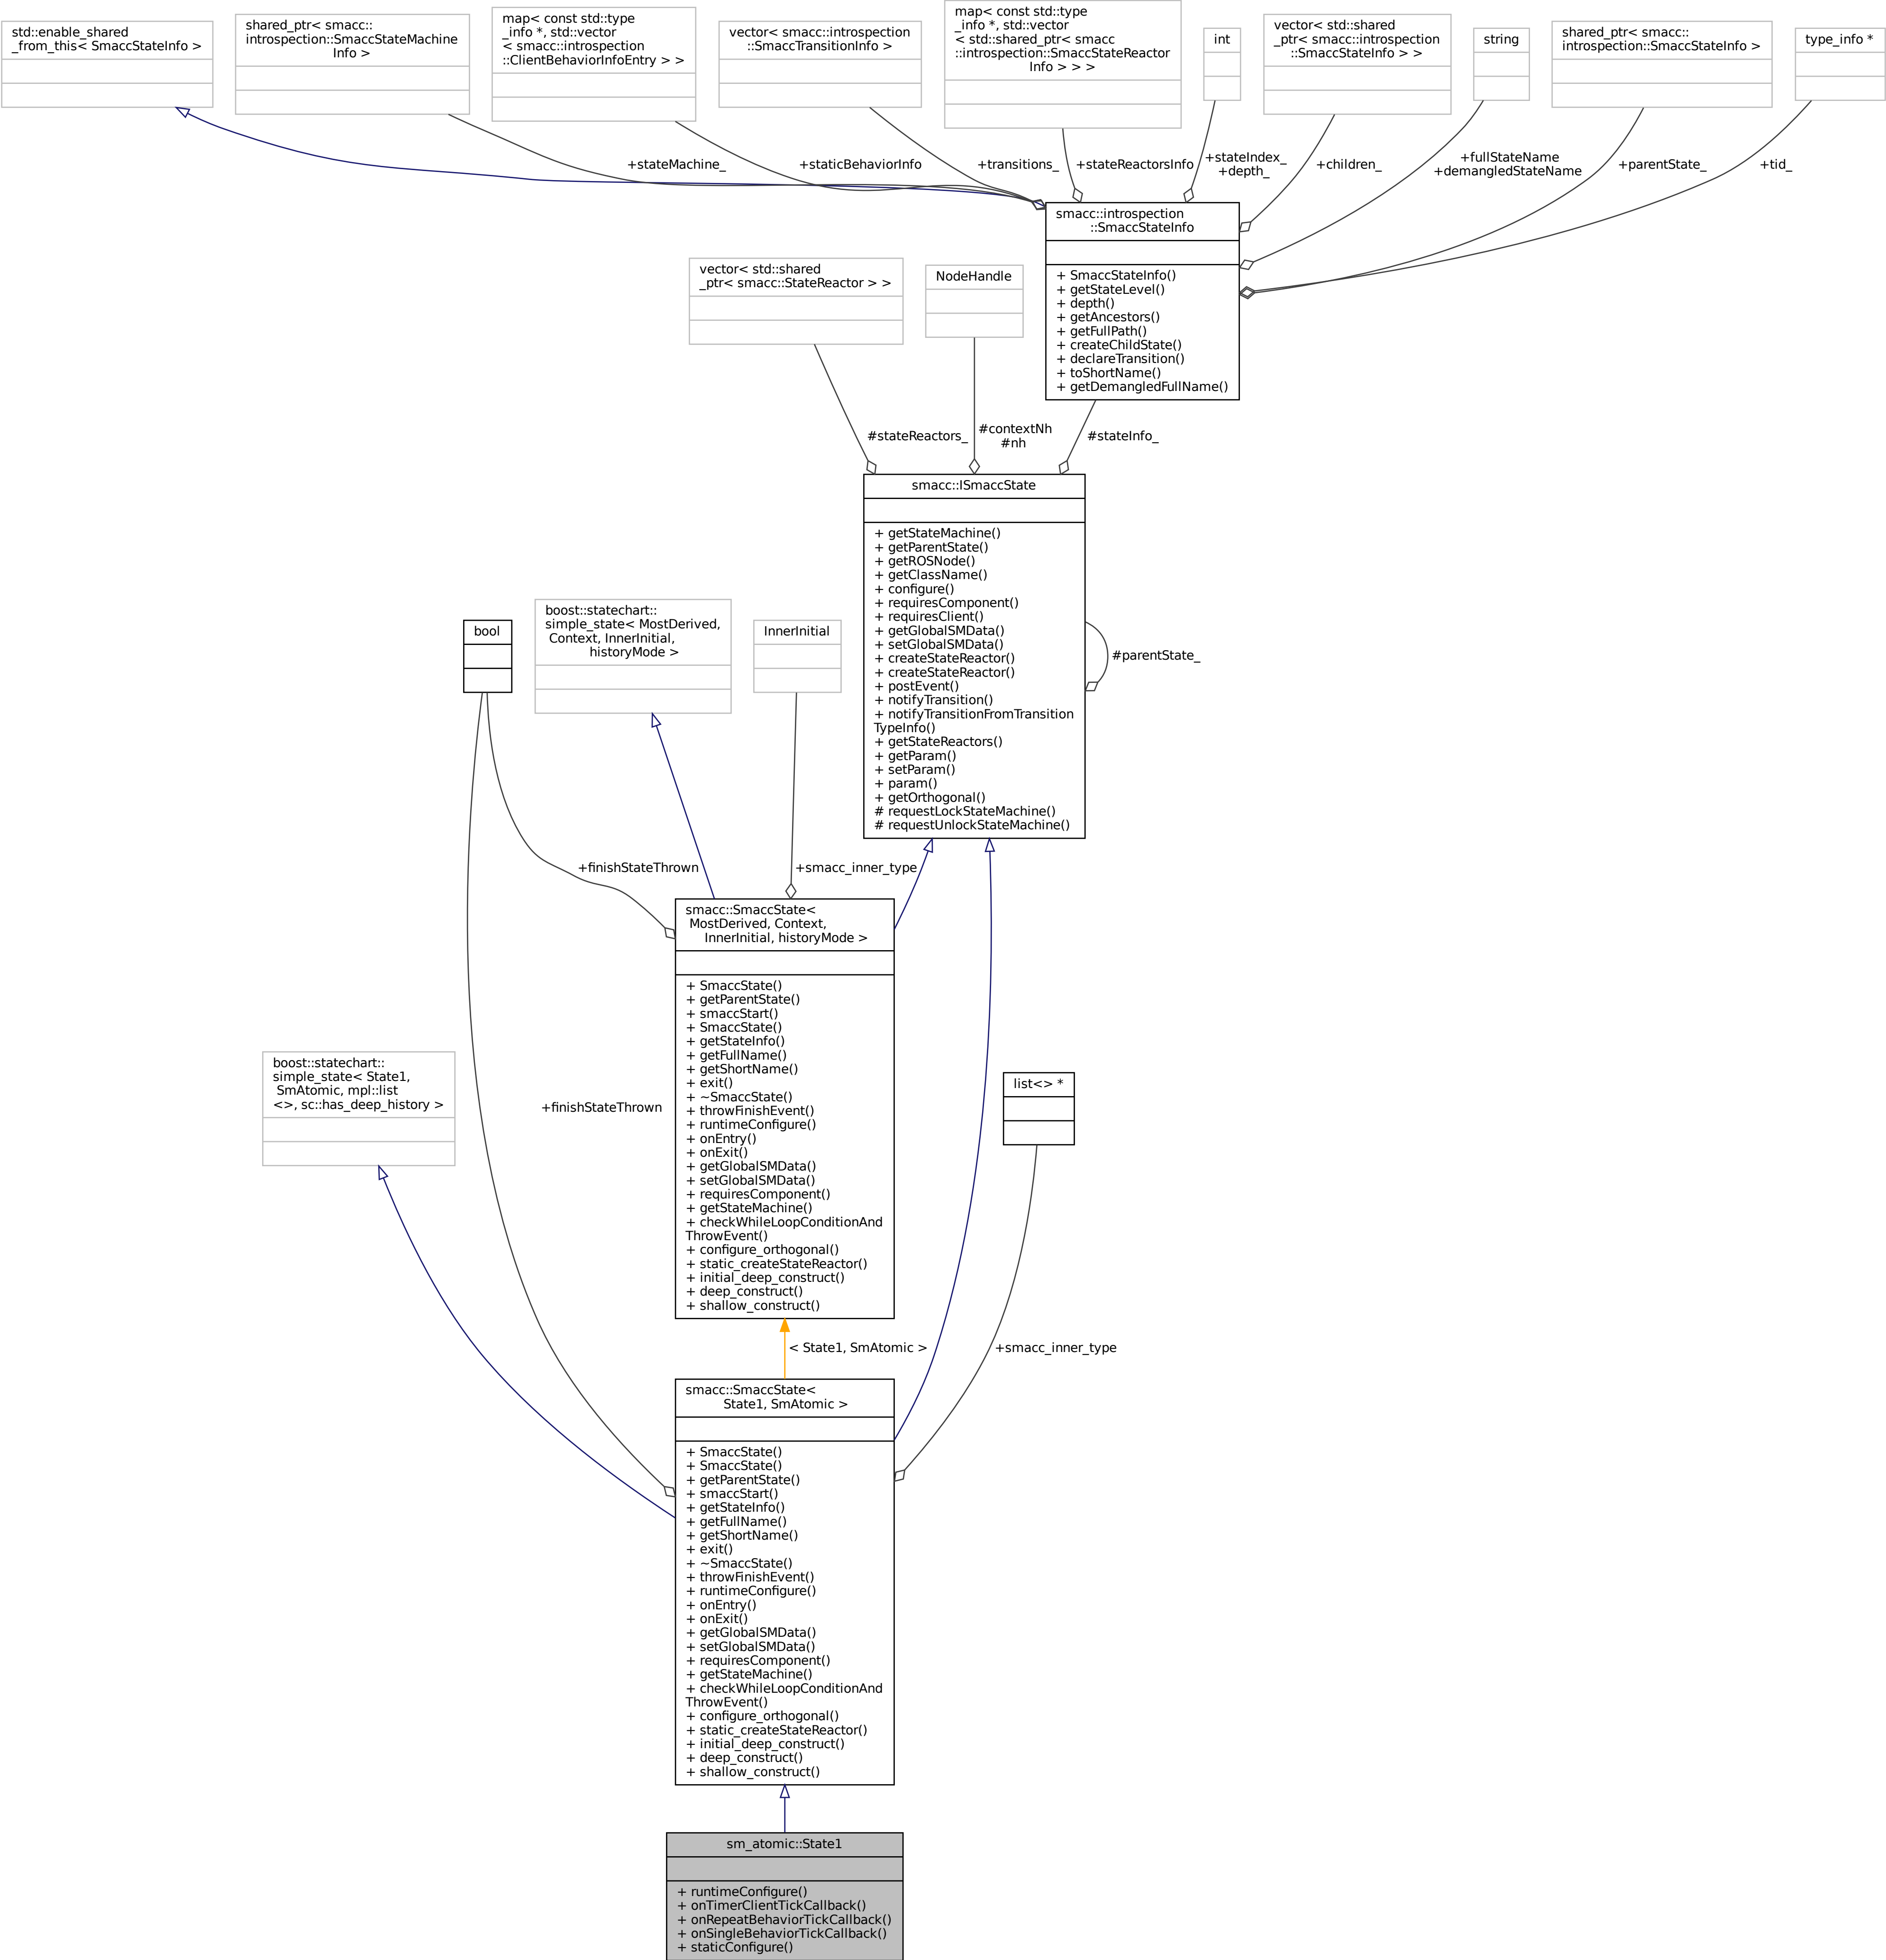 std::enable_shared
_from_this< SmaccStateInfo >
shared_ptr< smacc::
introspection::SmaccStateMachine
Info >
map< const std::type
_info *, std::vector
< smacc::introspection
::ClientBehaviorInfoEntry > >
vector< smacc::introspection
::SmaccTransitionInfo >
map< const std::type
_info *, std::vector
< std::shared_ptr< smacc
::introspection::SmaccStateReactor
Info > > >
int
vector< std::shared
_ptr< smacc::introspection
::SmaccStateInfo > >
string
shared_ptr< smacc::
introspection::SmaccStateInfo >
type_info *
+stateMachine_
+staticBehaviorInfo
+transitions_
+stateReactorsInfo
+stateIndex_
+depth_
+children_
+fullStateName
+demangledStateName
+parentState_
+tid_
smacc::introspection
::SmaccStateInfo
+ SmaccStateInfo()
+ getStateLevel()
+ depth()
+ getAncestors()
+ getFullPath()
+ createChildState()
+ declareTransition()
+ toShortName()
+ getDemangledFullName()
vector< std::shared
_ptr< smacc::StateReactor > >
NodeHandle
#stateReactors_
#contextNh
#nh
#stateInfo_
smacc::ISmaccState
+ getStateMachine()
+ getParentState()
+ getROSNode()
+ getClassName()
+ configure()
+ requiresComponent()
+ requiresClient()
+ getGlobalSMData()
+ setGlobalSMData()
+ createStateReactor()
+ createStateReactor()
+ postEvent()
+ notifyTransition()
+ notifyTransitionFromTransition
TypeInfo()
+ getStateReactors()
+ getParam()
+ setParam()
+ param()
+ getOrthogonal()
# requestLockStateMachine()
# requestUnlockStateMachine()
#parentState_
bool
boost::statechart::
simple_state< MostDerived,
Context, InnerInitial,
historyMode >
InnerInitial
+finishStateThrown
+smacc_inner_type
smacc::SmaccState<
MostDerived, Context,
InnerInitial, historyMode >
+ SmaccState()
+ getParentState()
+ smaccStart()
+ SmaccState()
+ getStateInfo()
+ getFullName()
+ getShortName()
+ exit()
+ ~SmaccState()
+ throwFinishEvent()
+ runtimeConfigure()
+ onEntry()
+ onExit()
+ getGlobalSMData()
+ setGlobalSMData()
+ requiresComponent()
+ getStateMachine()
+ checkWhileLoopConditionAnd
ThrowEvent()
+ configure_orthogonal()
+ static_createStateReactor()
+ initial_deep_construct()
+ deep_construct()
+ shallow_construct()
boost::statechart::
simple_state< State1,
SmAtomic, mpl::list
<>, sc::has_deep_history >
+finishStateThrown
list<> *
< State1, SmAtomic >
+smacc_inner_type
smacc::SmaccState<
State1, SmAtomic >
+ SmaccState()
+ SmaccState()
+ getParentState()
+ smaccStart()
+ getStateInfo()
+ getFullName()
+ getShortName()
+ exit()
+ ~SmaccState()
+ throwFinishEvent()
+ runtimeConfigure()
+ onEntry()
+ onExit()
+ getGlobalSMData()
+ setGlobalSMData()
+ requiresComponent()
+ getStateMachine()
+ checkWhileLoopConditionAnd
ThrowEvent()
+ configure_orthogonal()
+ static_createStateReactor()
+ initial_deep_construct()
+ deep_construct()
+ shallow_construct()
sm_atomic::State1
+ runtimeConfigure()
+ onTimerClientTickCallback()
+ onRepeatBehaviorTickCallback()
+ onSingleBehaviorTickCallback()
+ staticConfigure()